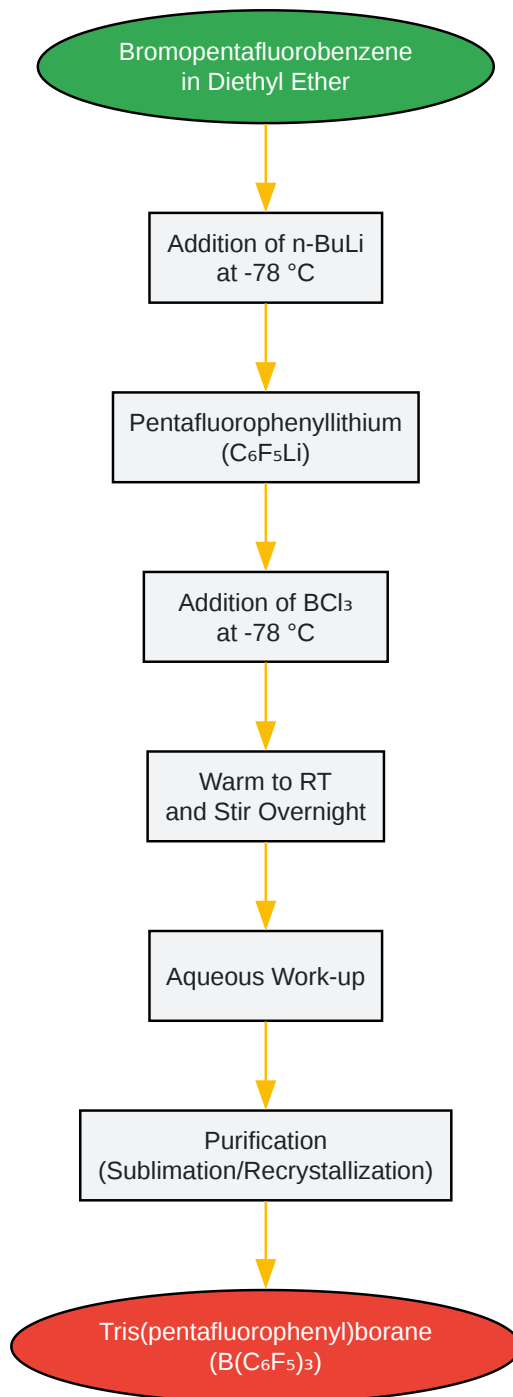 Bromopentafluorobenzene
in Diethyl Ether
Addition of n-BuLi
at -78 °C
Pentafluorophenyllithium
(C₆F₅Li)
Addition of BCl₃
at -78 °C
Warm to RT
and Stir Overnight
Aqueous Work-up
Purification
(Sublimation/Recrystallization)
Tris(pentafluorophenyl)borane
(B(C₆F₅)₃)